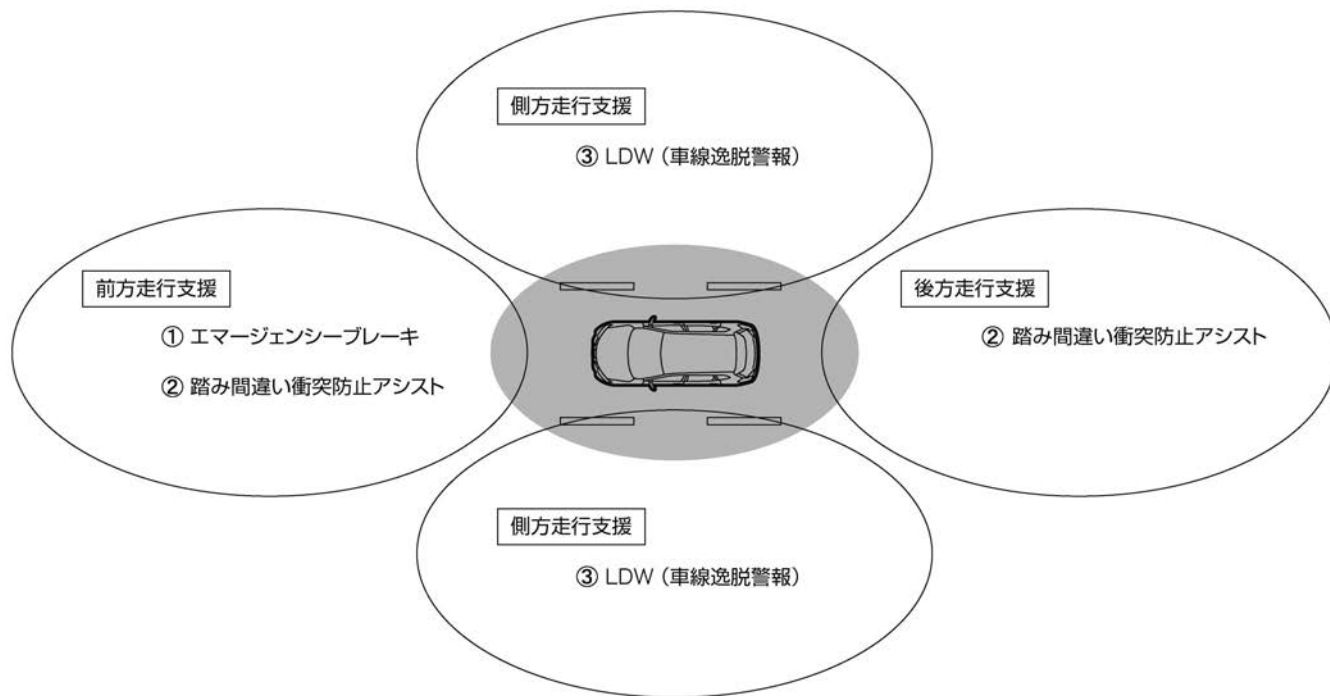 側方走行支援
③ LDW（車線逸脱警報）
前方走行支援
① エマージェンシーブレーキ
② 踏み間違い衝突防止アシスト
後方走行支援
② 踏み間違い衝突防止アシスト
側方走行支援
③ LDW（車線逸脱警報）